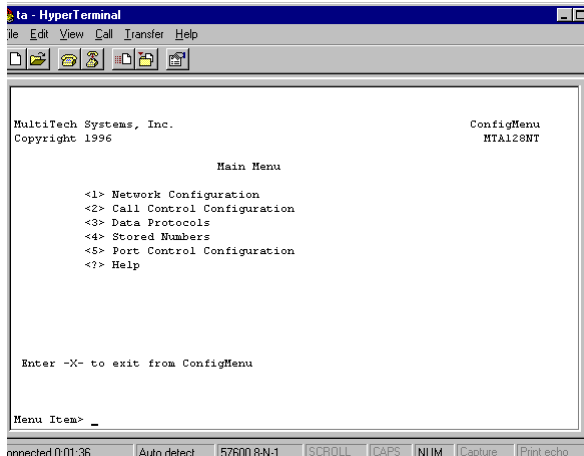 ta - HyperTerminal
ile Edit View Call Transfer Help
MultiTech Systems, Inc. ConfigMenu
Copyright 1996 MTA128NT
Main Menu
<1> Network Configuration
<2> Call Control Configuration
<3> Data Protocols
<4> Stored Numbers
<5> Port Control Configuration
<?> Help
Enter -X- to exit from ConfigMenu
Menu Item> _
onnected 0:01:36 Auto detect 57600 8-N-1 SCROLL CAPS NUM Capture Print echo